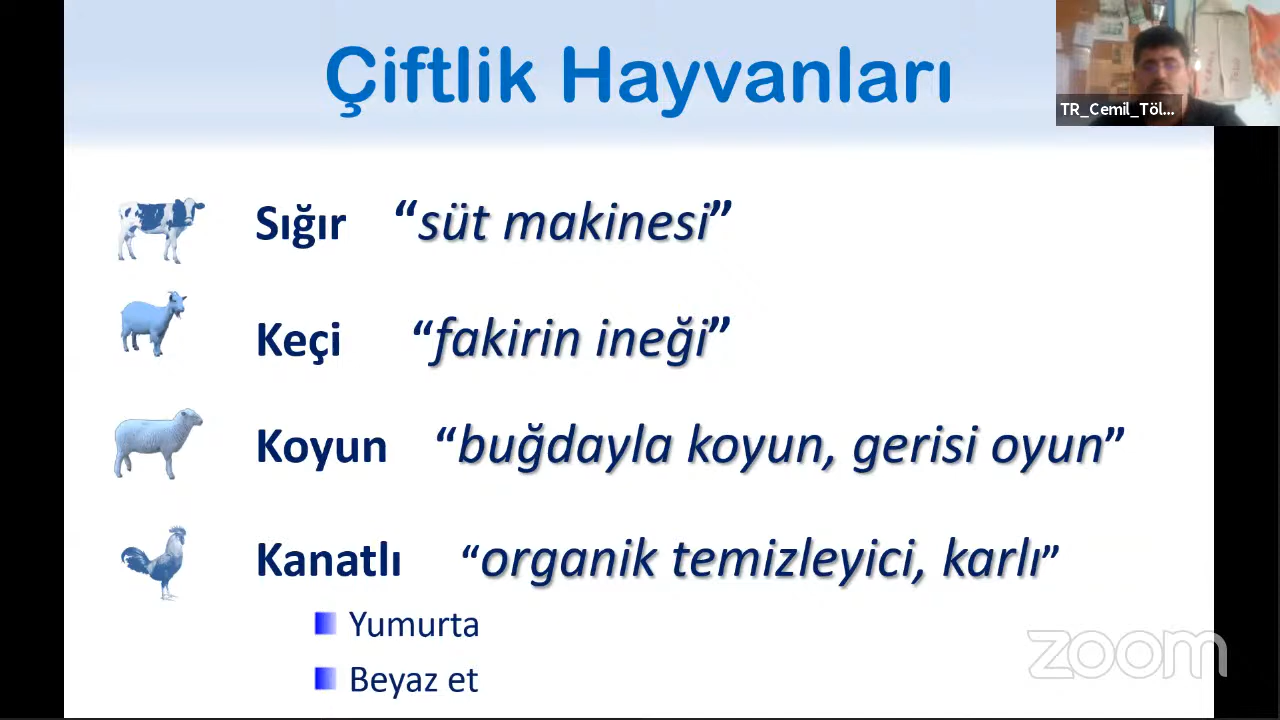 Çiftlik Hayvanları
TR_Cemil_Töl...
Sığır “süt makinesi”
Keçi “fakirin ineği”
Koyun “buğdayla koyun, gerisi oyun”
Kanatlı “organik temizleyici, karlı”
Yumurta
Beyaz et
zoom